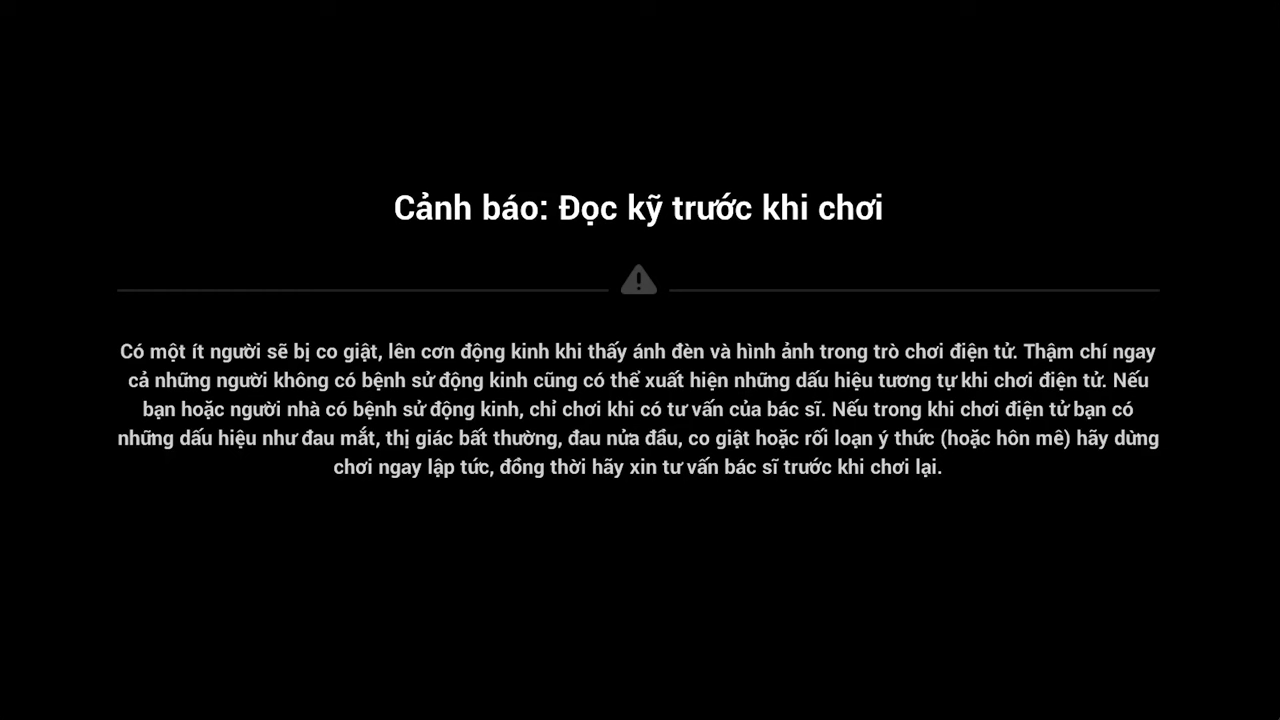 Cảnh báo: Đọc kỹ trước khi chơi
Có một ít người sẽ bị co giật, lên cơn động kinh khi thấy ánh đèn và hình ảnh trong trò chơi điện tử. Thậm chí ngay
cả những người không có bệnh sử động kinh cũng có thể xuất hiện những dấu hiệu tương tự khi chơi điện tử. Nếu
bạn hoặc người nhà có bệnh sử động kinh, chỉ chơi khi có tư vấn của bác sĩ. Nếu trong khi chơi điện tử bạn có
những dấu hiệu như đau mắt, thị giác bất thường, đau nửa đầu, co giật hoặc rối loạn ý thức (hoặc hôn mê) hãy dừng
chơi ngay lập tức, đồng thời hãy xin tư vấn bác sĩ trước khi chơi lại.